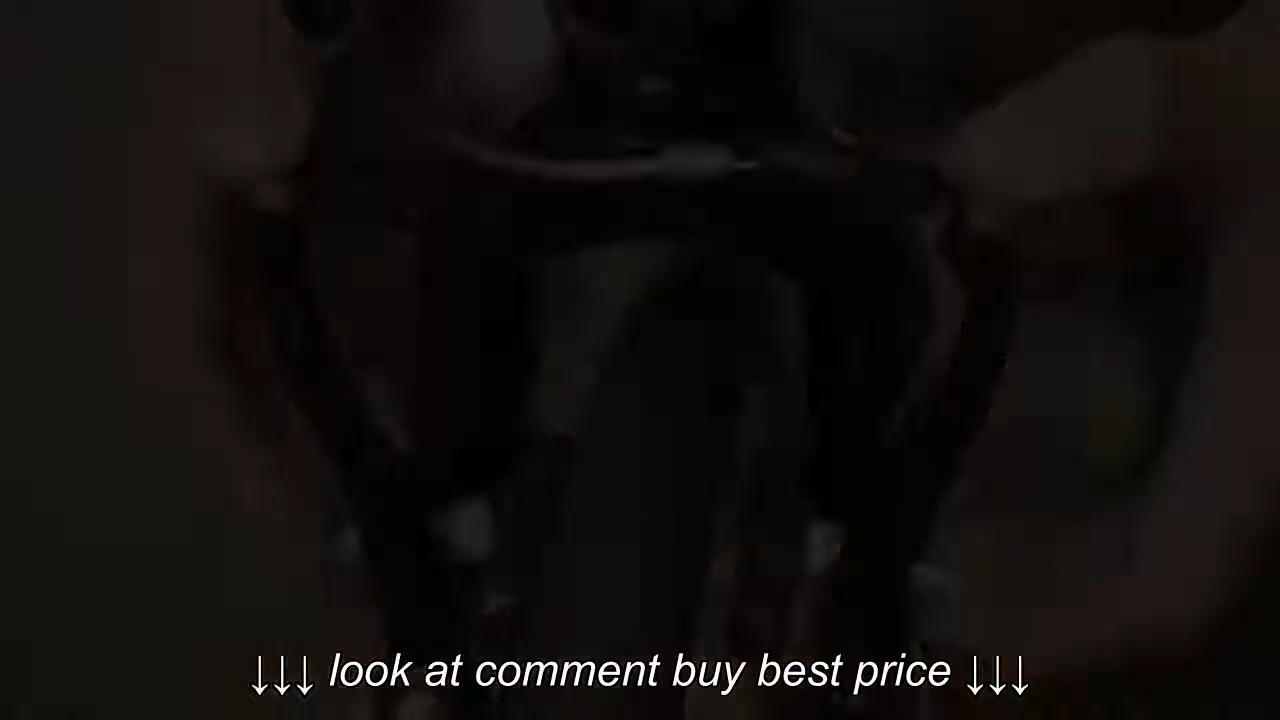 ↓↓↓ look at comment buy best price ↓↓↓